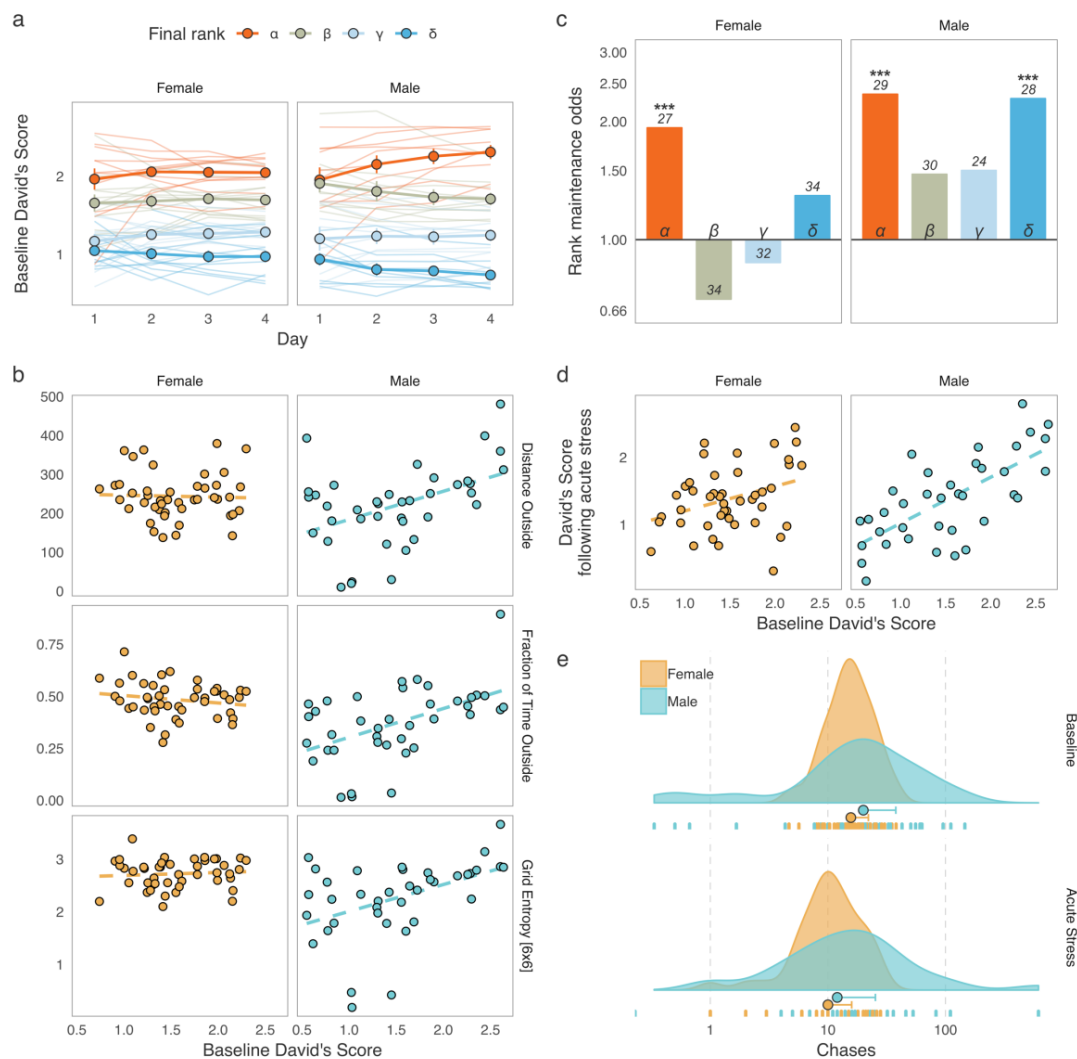 a
Final rank α β γ δ
Female Male
Baseline David's Score
2
1
1 2 3 4 1 2 3 4
Day
b
Female Male
500
400
300
200
100
0
Distance Outside
0.75
0.50
0.25
0.00
Fraction of Time Outside
3
2
1
Grid Entropy [6x6]
0.5 1.0 1.5 2.0 2.5 0.5 1.0 1.5 2.0 2.5
Baseline David's Score
c
Female Male
Rank maintenance odds
3.00
2.50
2.00
1.50
1.00
0.66
*** *** ***
27 34 32 34 29 30 24 28
α β γ δ α β γ δ
d
Female Male
David's Score
following acute stress
2
1
0.5 1.0 1.5 2.0 2.5 0.5 1.0 1.5 2.0 2.5
Baseline David's Score
e
Female
Male
Baseline
Acute Stress
1 10 100
Chases